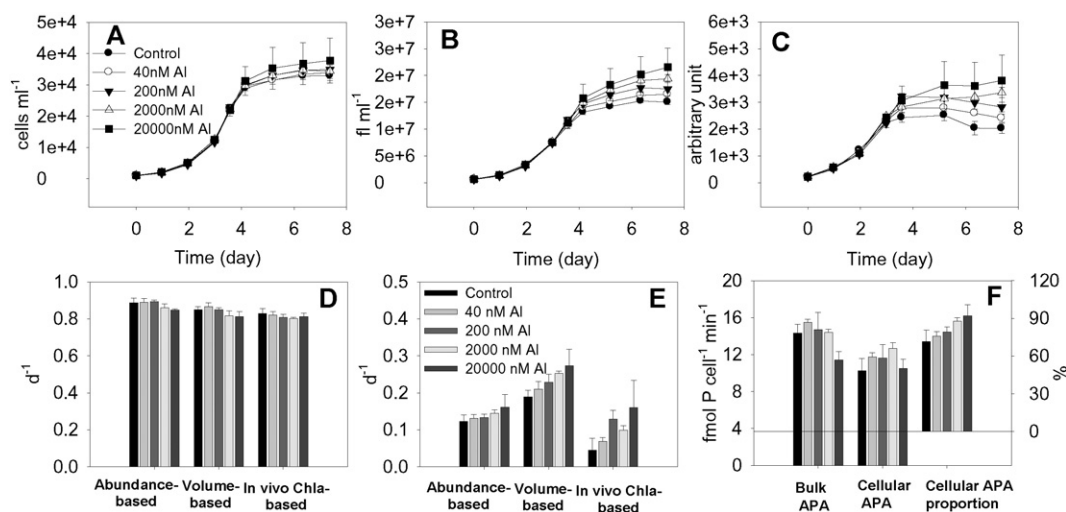 A
5e+4
4e+4
3e+4
2e+4
1e+4
0
cells ml⁻¹
Control
40nM Al
200nM Al
2000nM Al
20000nM Al
0 2 4 6 8
Time (day)
B
3e+7
3e+7
2e+7
2e+7
1e+7
5e+6
0
fl ml⁻¹
0 2 4 6 8
Time (day)
C
6e+3
5e+3
4e+3
3e+3
2e+3
1e+3
0
arbitrary unit
0 2 4 6 8
Time (day)
D
1.0
0.8
0.6
0.4
0.2
0.0
d⁻¹
Abundance-
based
Volume-
based
In vivo Chla-
based
E
0.5
0.4
0.3
0.2
0.1
0.0
d⁻¹
Control
40 nM Al
200 nM Al
2000 nM Al
20000 nM Al
Abundance-
based
Volume-
based
In vivo Chla-
based
F
20
16
12
8
4
0
fmol P cell⁻¹ min⁻¹
120
90
60
30
0
%
Bulk
APA
Cellular
APA
Cellular APA
proportion